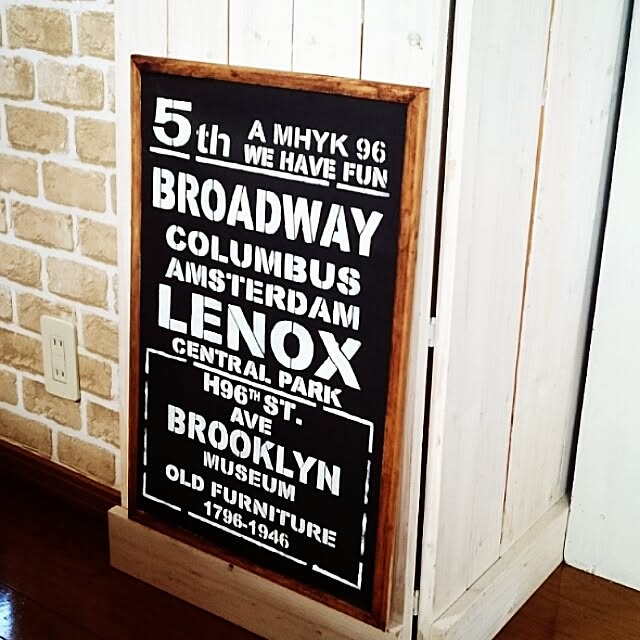 5th A MHYK 96
WE HAVE FUN
BROADWAY
COLUMBUS
AMSTERDAM
LENOX
CENTRAL PARK
H96TH ST.
AVE
BROOKLYN
MUSEUM
OLD FURNITURE
1796-1946